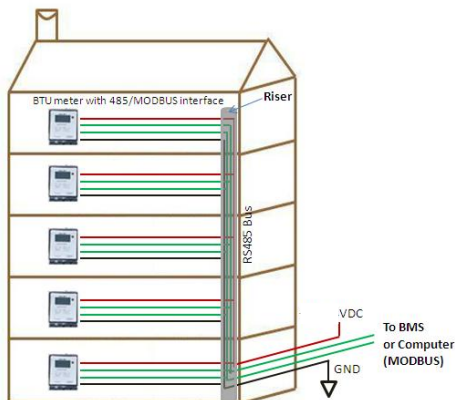 BTU meter with 485/MODBUS interface
Riser
RS485 Bus
VDC
To BMS
or Computer
(MODBUS)
GND